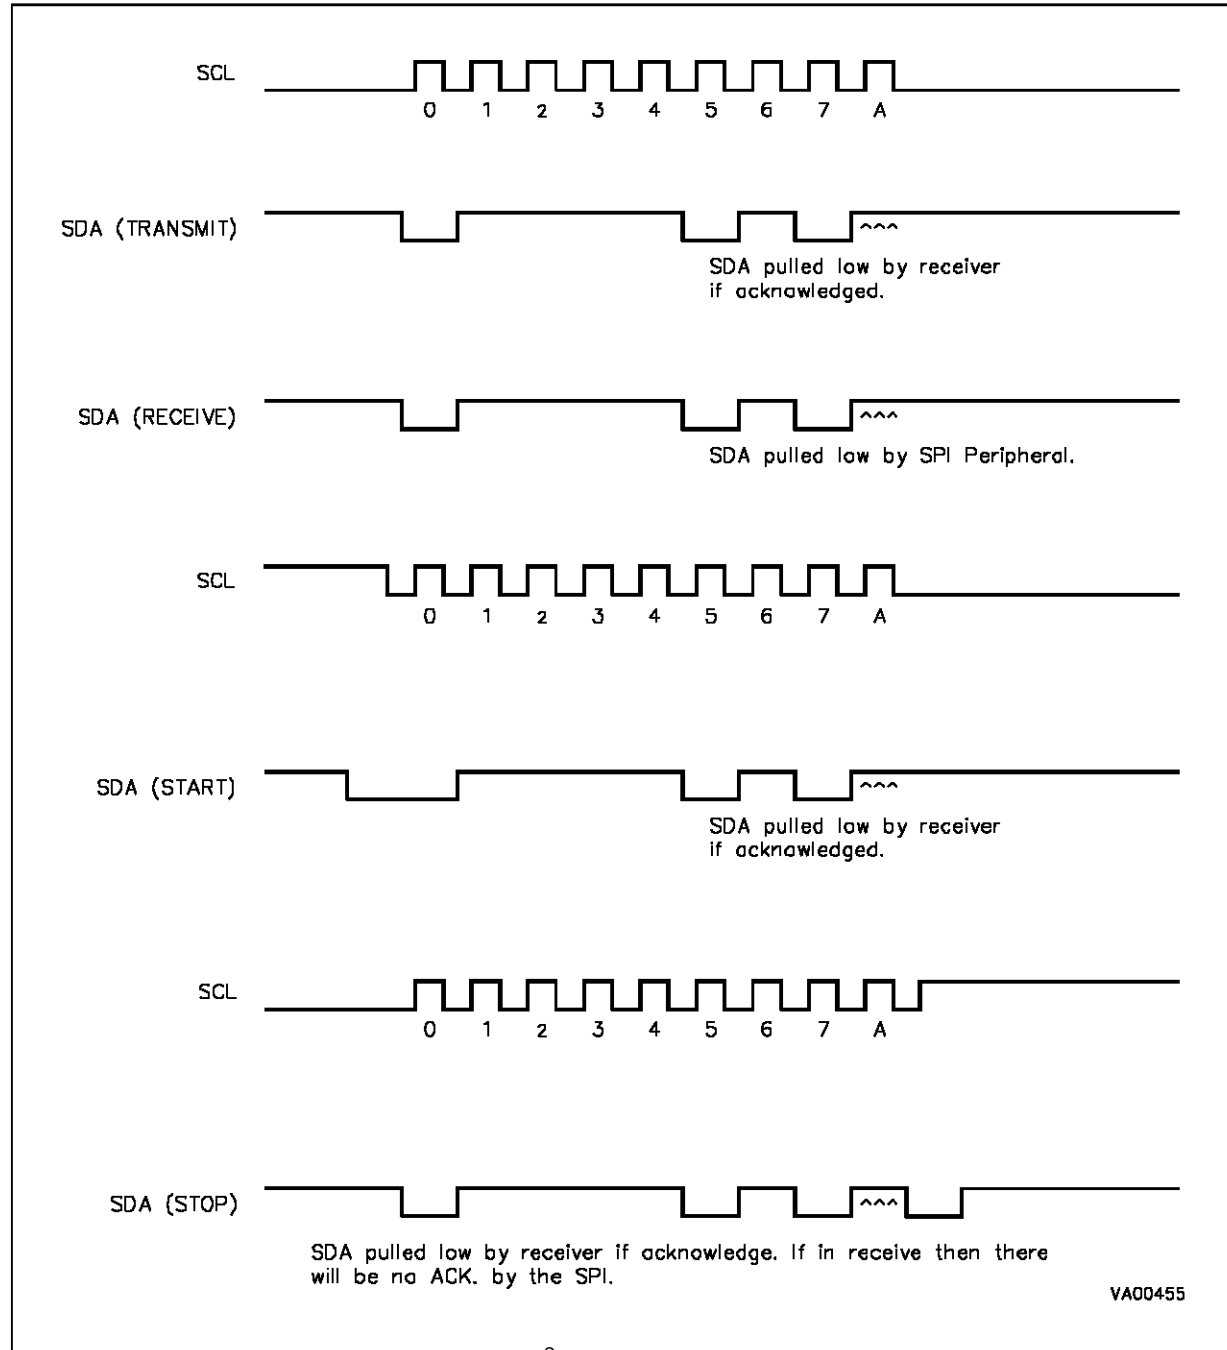 SCL
0 1 2 3 4 5 6 7 A
SDA (TRANSMIT)
^^^
SDA pulled low by receiver
if acknowledged.
SDA (RECEIVE)
^^^
SDA pulled low by SPI Peripheral.
SCL
0 1 2 3 4 5 6 7 A
SDA (START)
^^^
SDA pulled low by receiver
if acknowledged.
SCL
0 1 2 3 4 5 6 7 A
SDA (STOP)
^^^
SDA pulled low by receiver if acknowledge. If in receive then there
will be no ACK. by the SPI.
VA00455